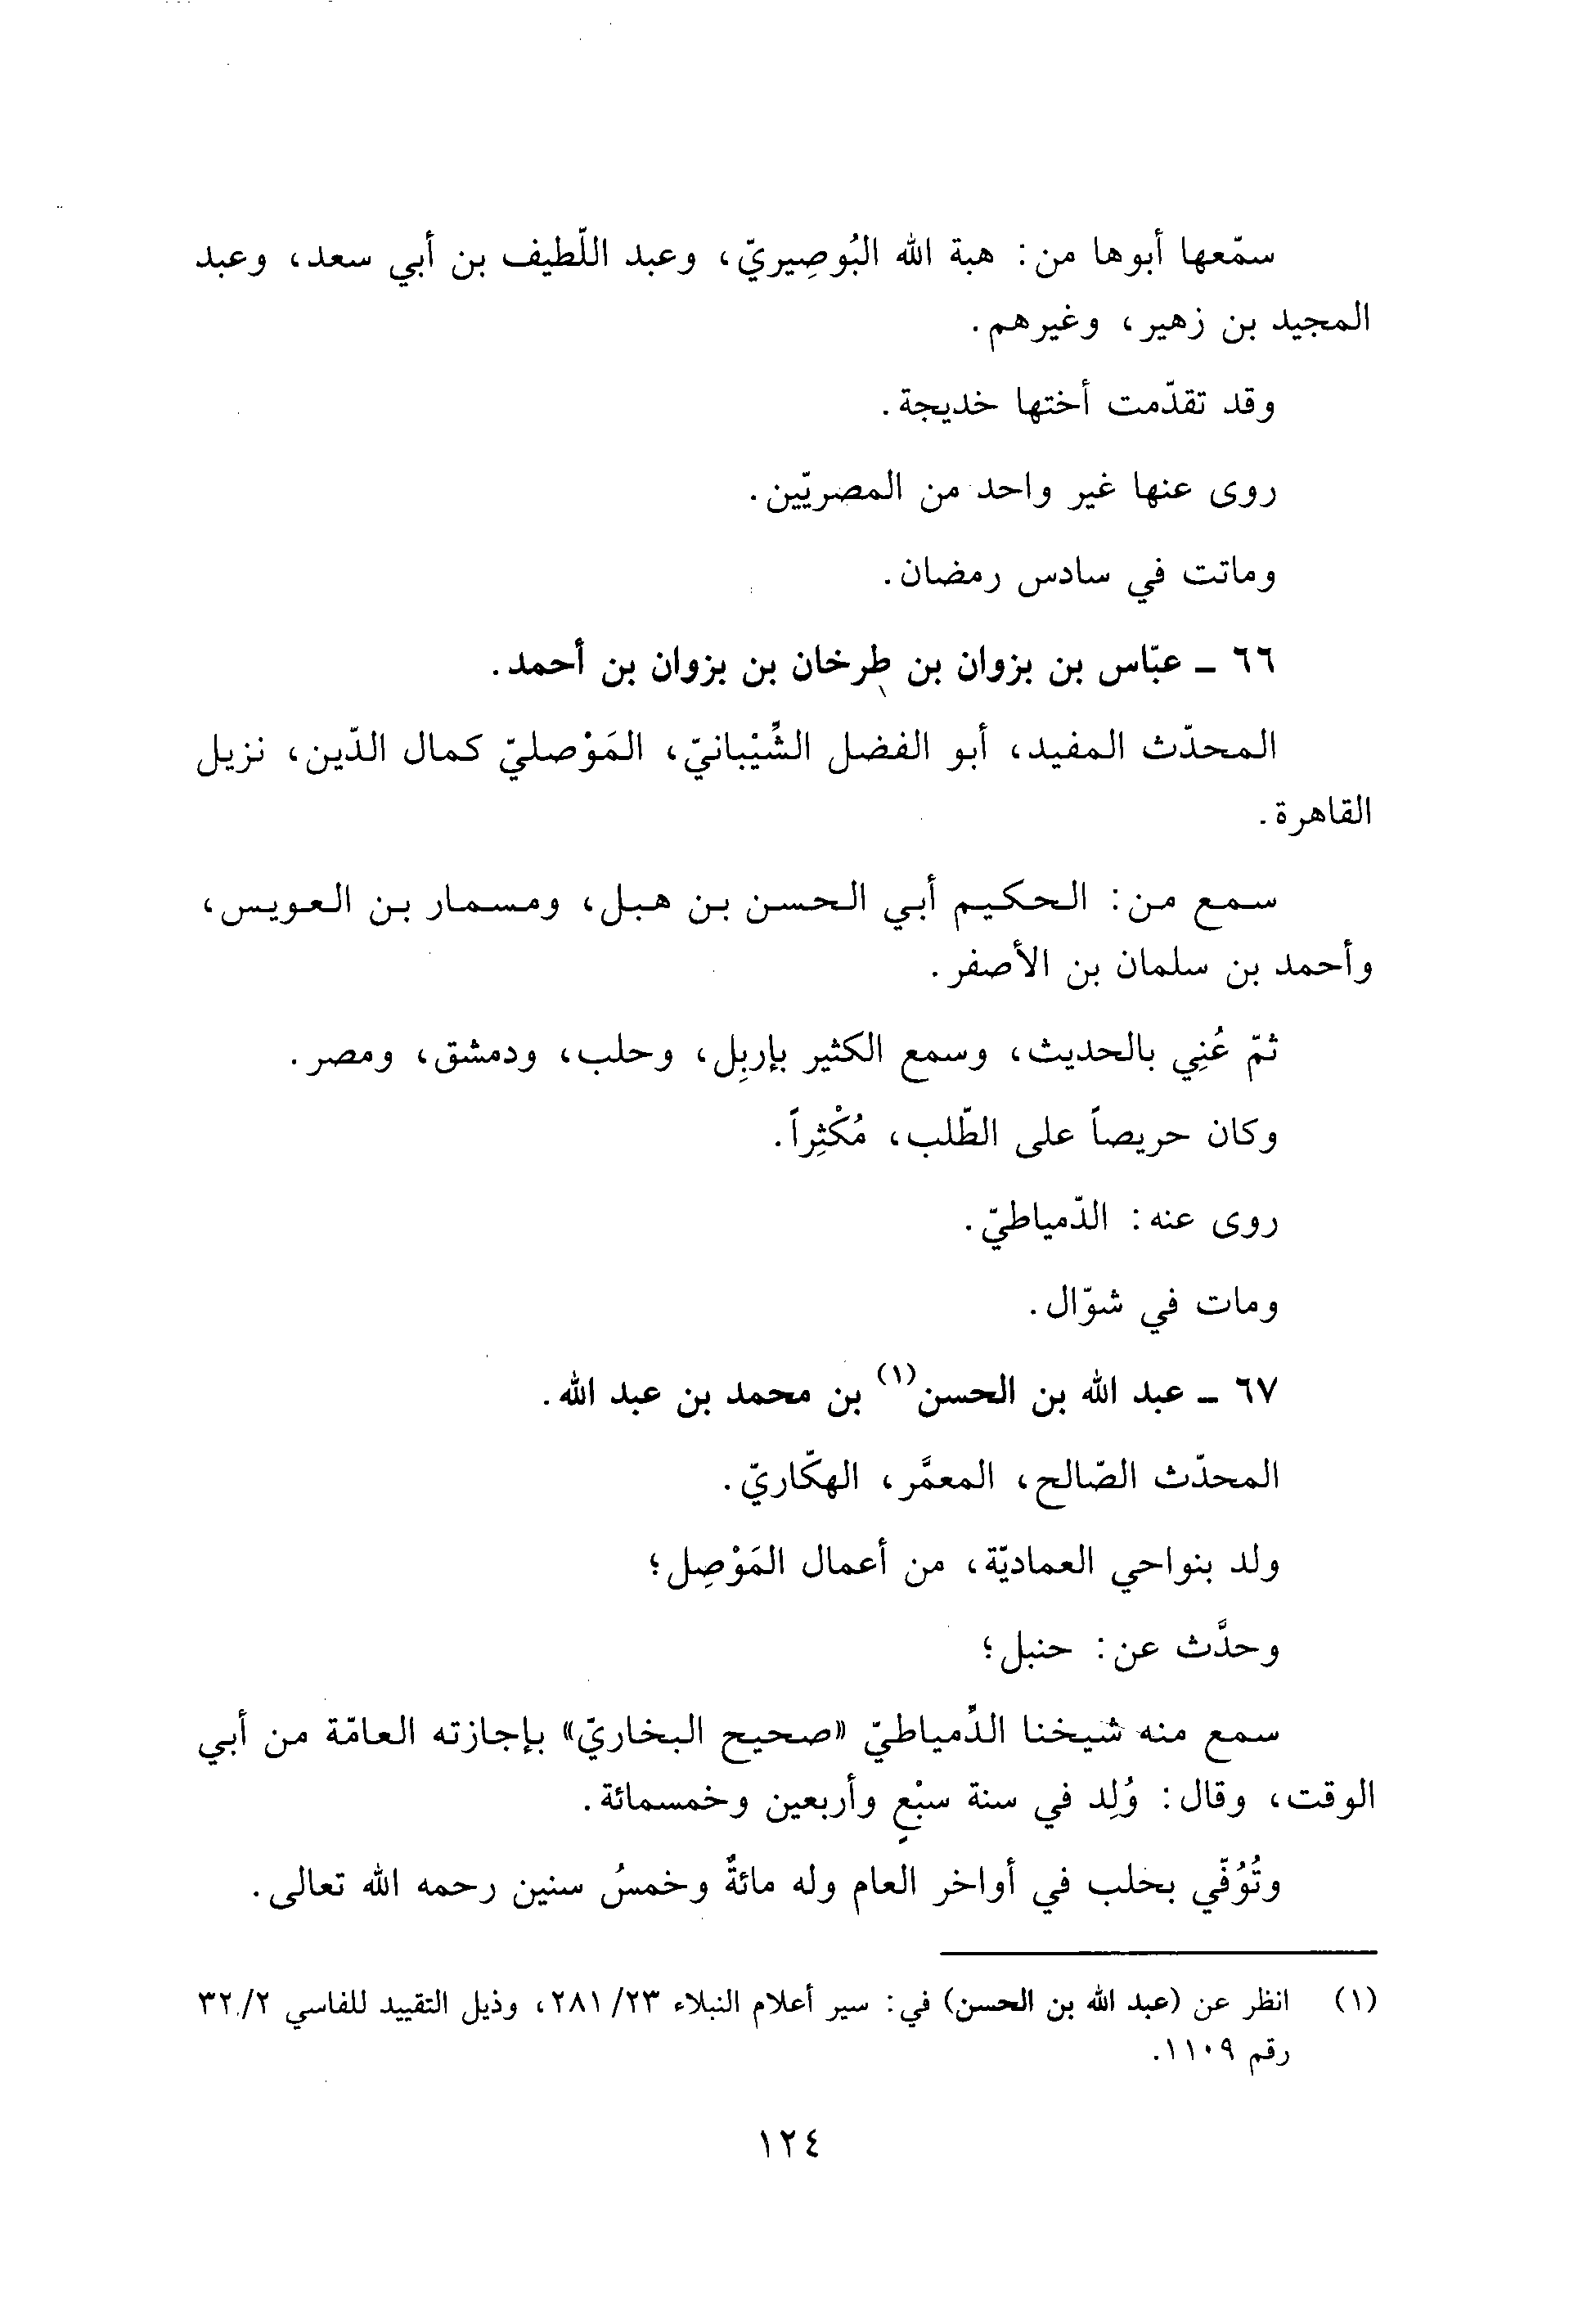 سمّعها أبوها من: هبة الله البُوصِيريّ، وعبد اللّطيف بن أبي سعد، وعبد
المجيد بن زهير، وغيرهم.
وقد تقدّمت أختها خديجة.
روى عنها غير واحد من المصريّين.
وماتت في سادس رمضان.
٦٦ ـ عبّاس بن بزوان بن طرخان بن بزوان بن أحمد.
المحدّث المفيد، أبو الفضل الشّيْبانيّ، المَوْصليّ كمال الدّين، نزيل
القاهرة.
سمع من: الحكيم أبي الحسن بن هبل، ومسمار بن العويس،
وأحمد بن سلمان بن الأصفر.
ثمّ عُنِي بالحديث، وسمع الكثير بإربِل، وحلب، ودمشق، ومصر.
وكان حريصاً على الطّلب، مُكْثِراً.
روى عنه: الدّمياطيّ.
ومات في شوّال.
٦٧ ـ عبد الله بن الحسن(١) بن محمد بن عبد الله.
المحدّث الصّالح، المعمَّر، الهكّاريّ.
ولد بنواحي العماديّة، من أعمال المَوْصِل؛
وحدَّث عن: حنبل؛
سمع منه شيخنا الدِّمياطيّ «صحيح البخاريّ» بإجازته العامّة من أبي
الوقت، وقال: وُلِد في سنة سبْعٍ وأربعين وخمسمائة.
وتُوُفّي بحلب في أواخر العام وله مائةٌ وخمسُ سنين رحمه الله تعالى.
(١) انظر عن (عبد الله بن الحسن) في: سير أعلام النبلاء ٢٣/ ٢٨١، وذيل التقييد للفاسي ٢/ ٣٢
رقم ١١٠٩.
١٢٤